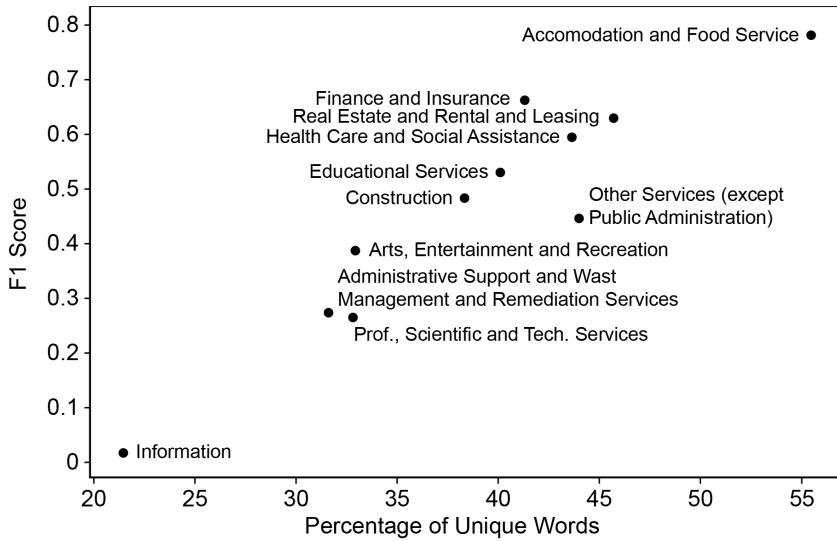 0.8
Accomodation and Food Service
0.7
Finance and Insurance
Real Estate and Rental and Leasing
0.6
Health Care and Social Assistance
Educational Services
0.5
Construction
Other Services (except
Public Administration)
F1 Score
0.4
Arts, Entertainment and Recreation
Administrative Support and Wast
0.3
Management and Remediation Services
Prof., Scientific and Tech. Services
0.2
0.1
0
Information
20 25 30 35 40 45 50 55
Percentage of Unique Words